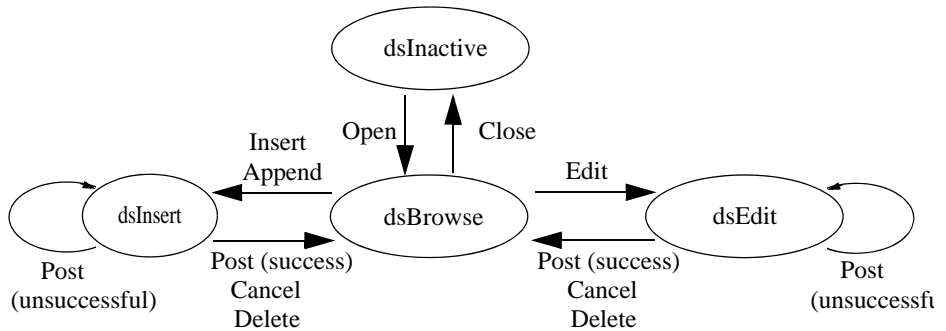 dsInactive
Open
Close
Insert
Append
Edit
dsInsert
dsBrowse
dsEdit
Post
(unsuccessful)
Post (success)
Cancel
Delete
Post (success)
Cancel
Delete
Post
(unsuccessfu